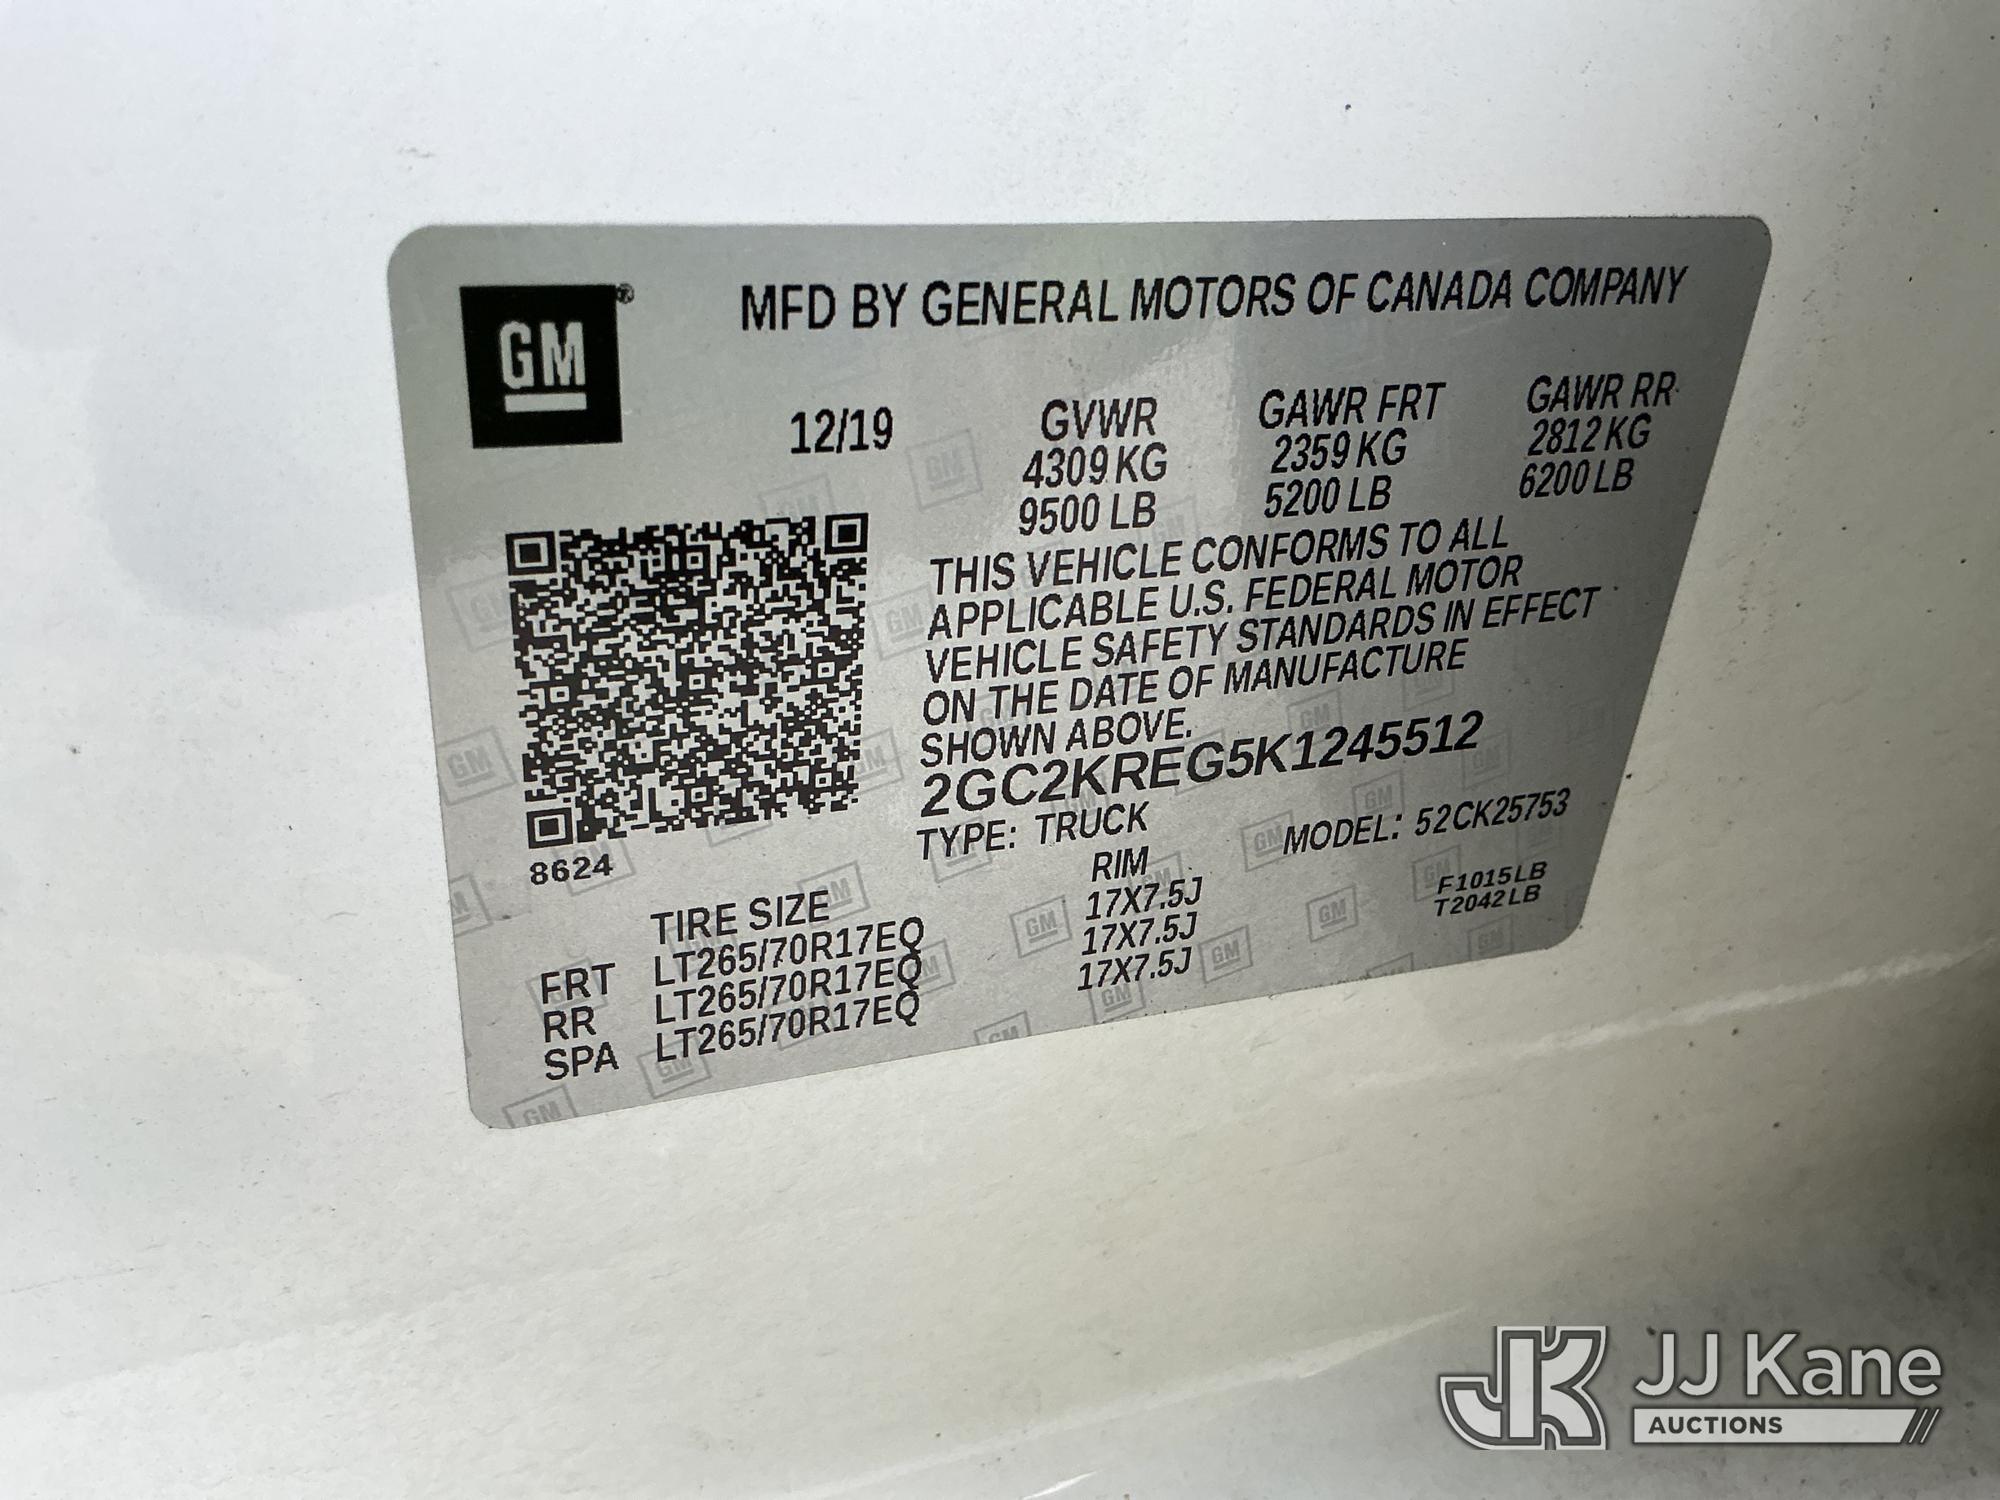 GM®
MFD BY GENERAL MOTORS OF CANADA COMPANY
12/19
GVWR
4309 KG
9500 LB
GAWR FRT
2359 KG
5200 LB
GAWR RR
2812 KG
6200 LB
THIS VEHICLE CONFORMS TO ALL
APPLICABLE U.S. FEDERAL MOTOR
VEHICLE SAFETY STANDARDS IN EFFECT
ON THE DATE OF MANUFACTURE
SHOWN ABOVE.
2GC2KREG5K1245512
TYPE: TRUCK
MODEL: 52CK25753
8624
TIRE SIZE
RIM
FRT LT265/70R17EQ 17X7.5J
RR LT265/70R17EQ 17X7.5J
SPA LT265/70R17EQ 17X7.5J
F1015LB
T2042LB
JK
JJ Kane
AUCTIONS